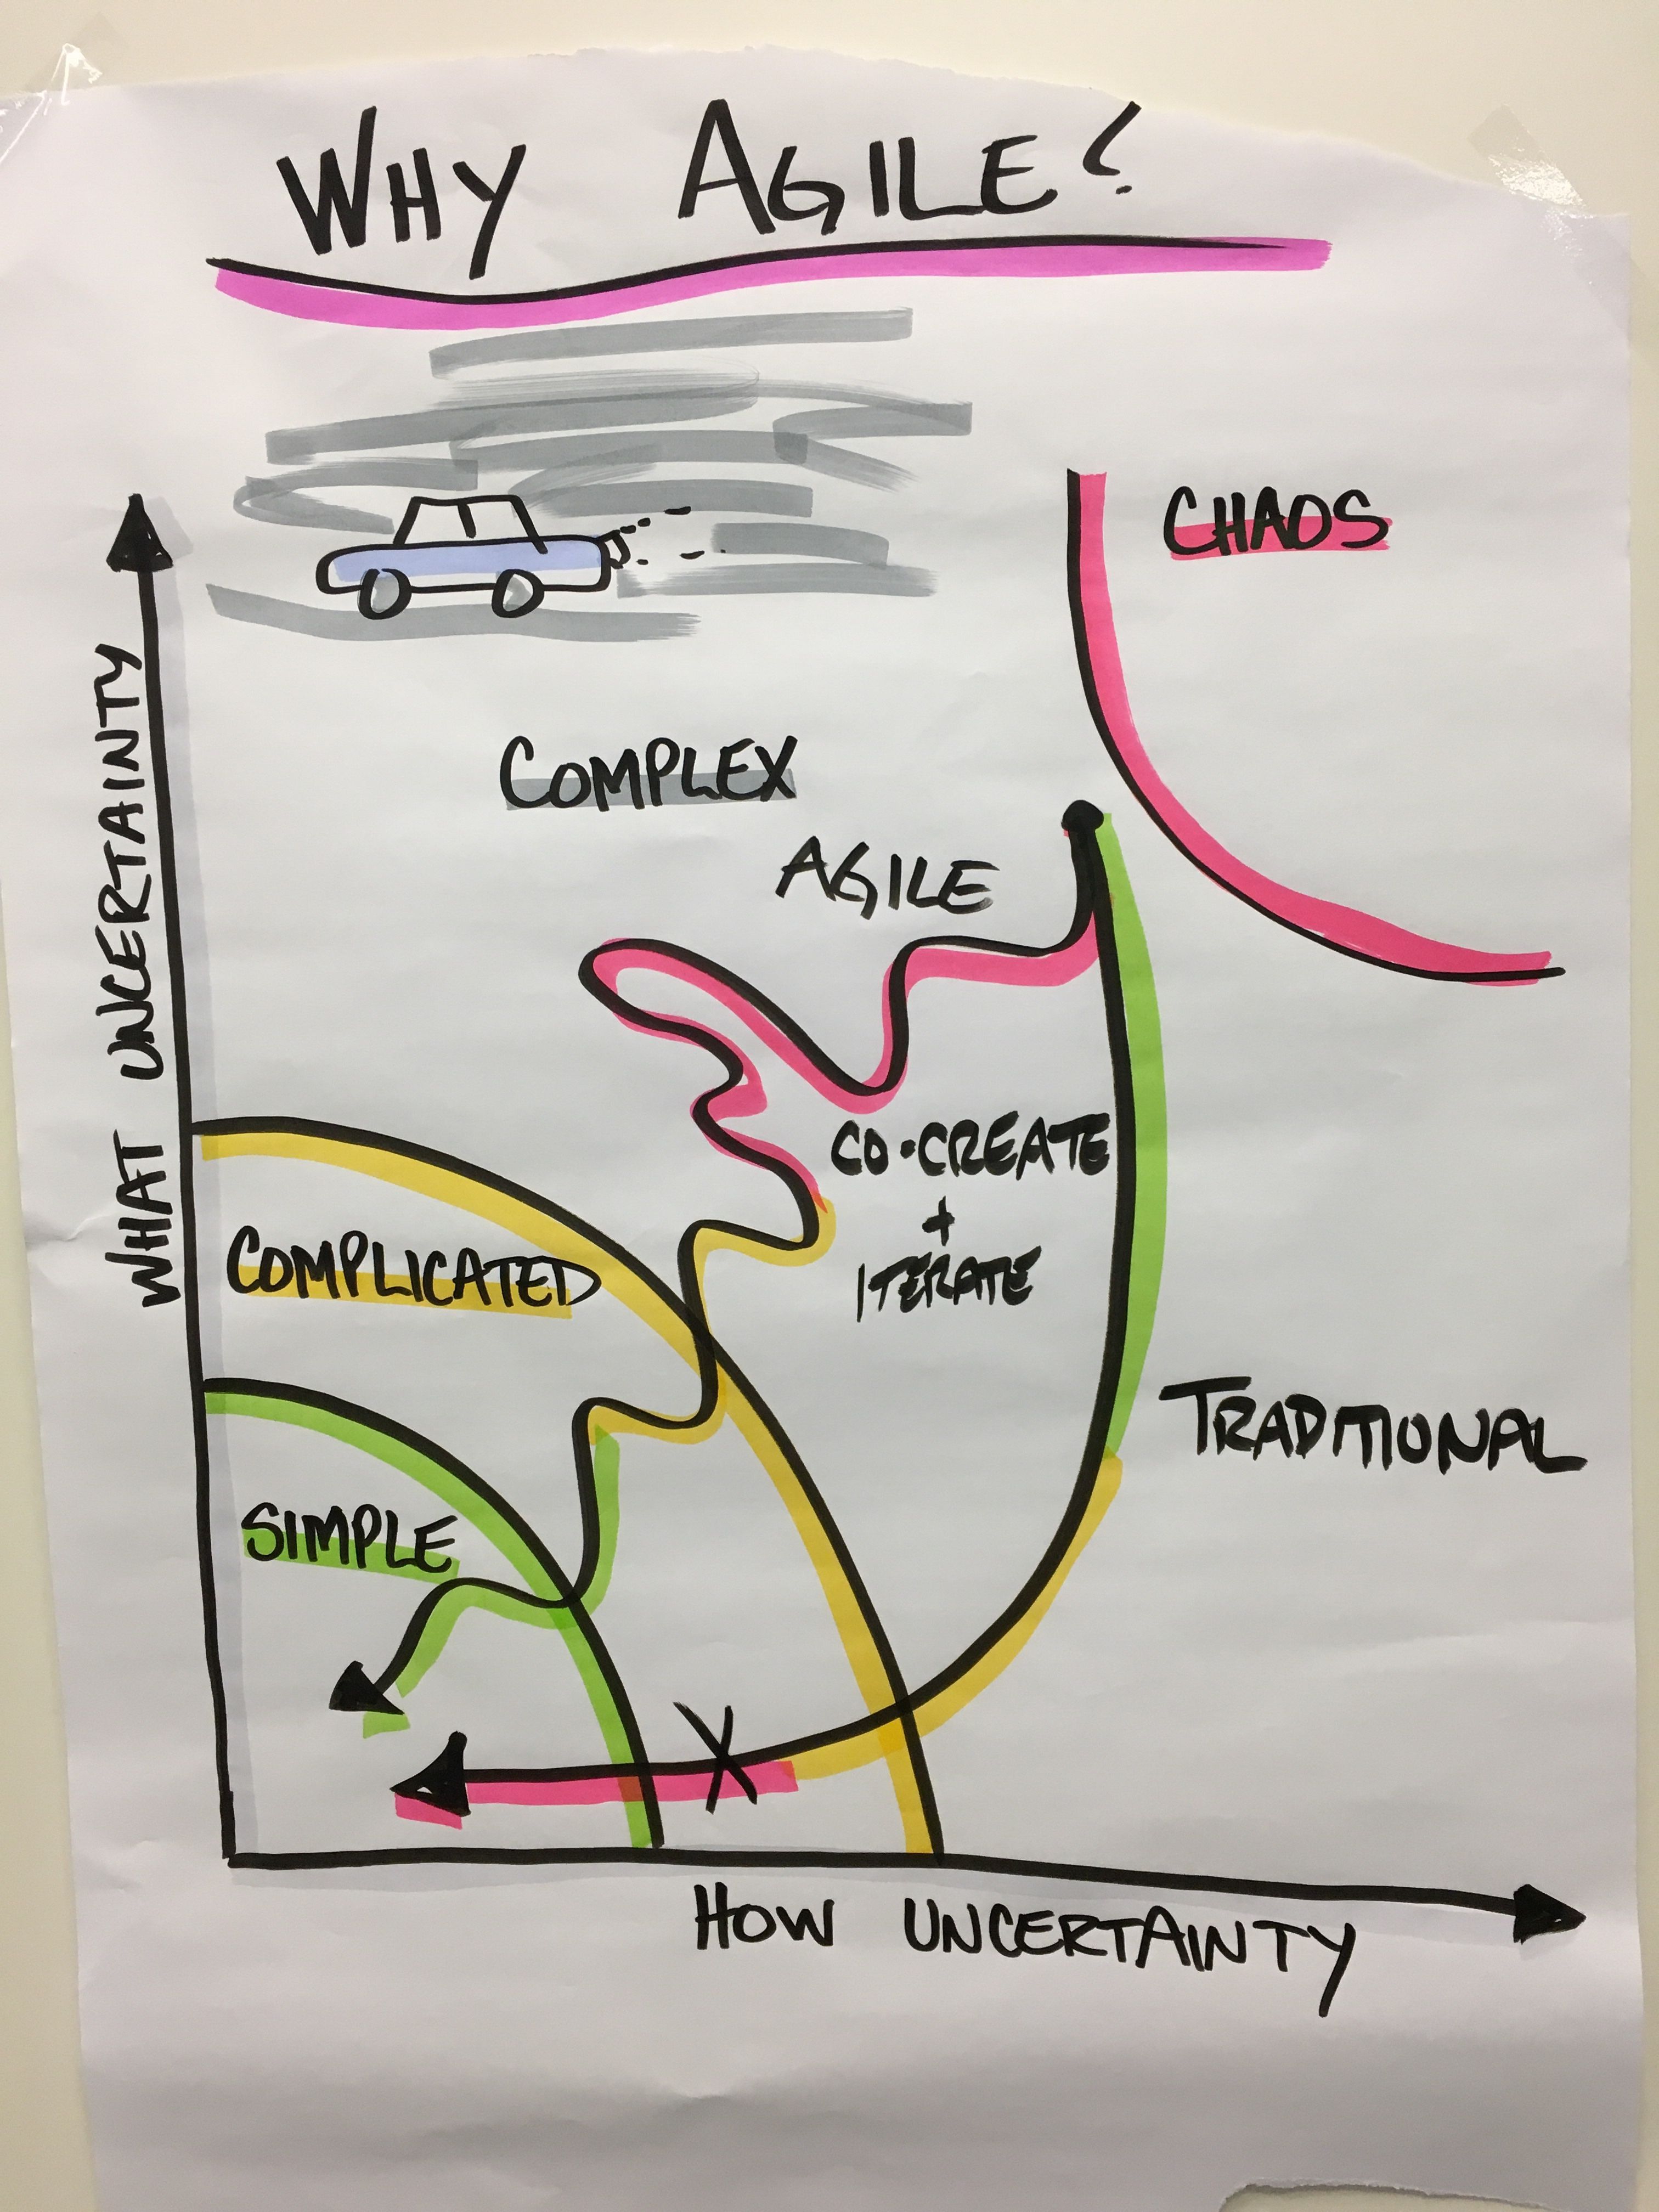 WHY AGILE?
CHAOS
WHAT UNCERTAINTY
COMPLEX
AGILE
CO-CREATE
+
ITERATE
COMPLICATED
TRADITIONAL
SIMPLE
X
HOW UNCERTAINTY